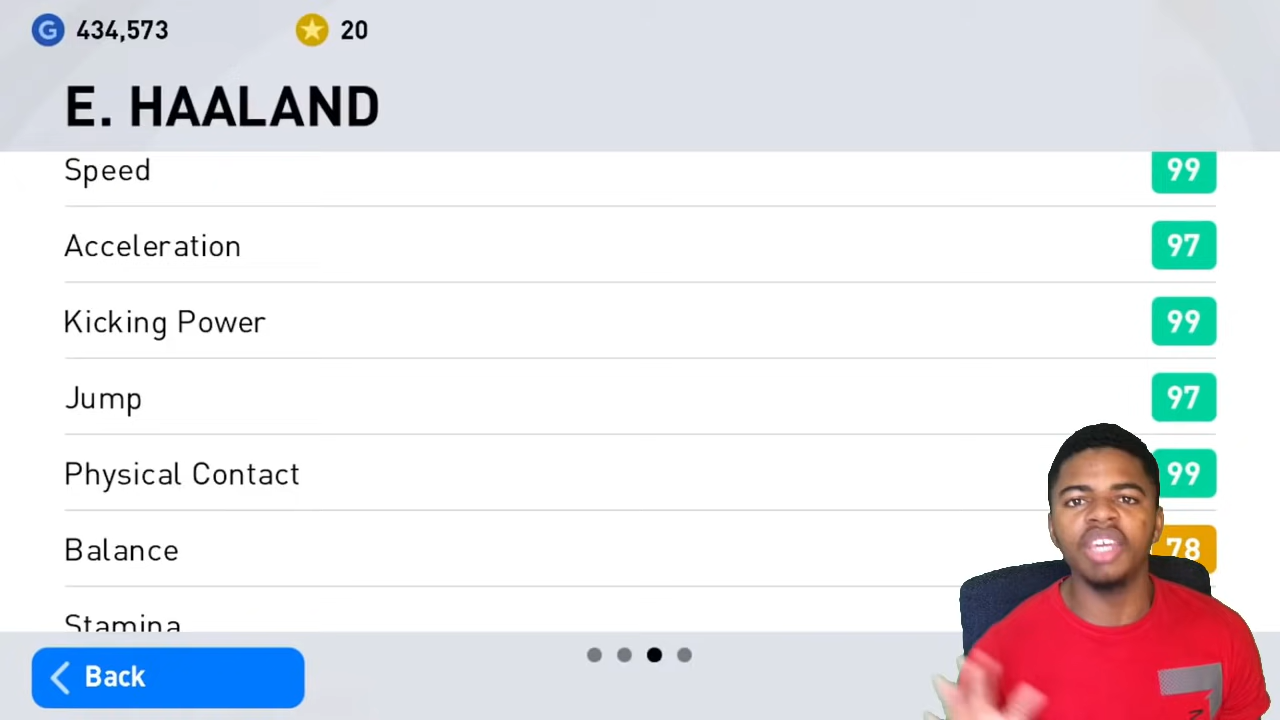 G 434,573 20
E. HAALAND
Speed 99
Acceleration 97
Kicking Power 99
Jump 97
Physical Contact 99
Balance 78
Stamina
Back